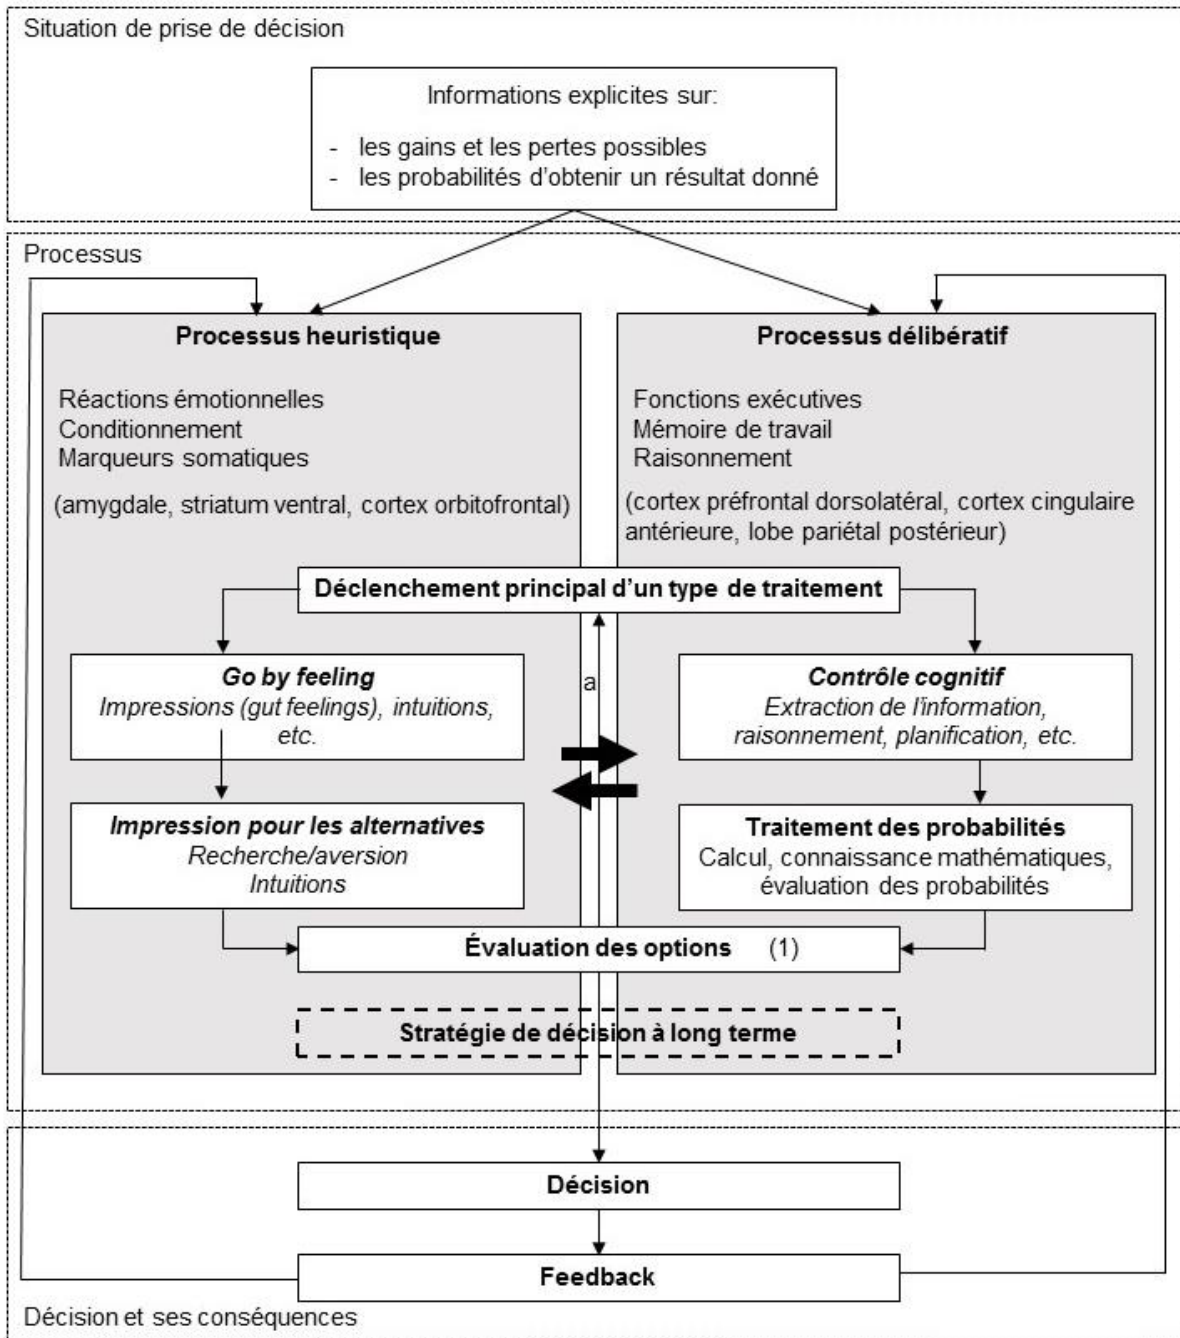 Situation de prise de décision
Informations explicites sur:
- les gains et les pertes possibles
- les probabilités d'obtenir un résultat donné
Processus
Processus heuristique
Réactions émotionnelles
Conditionnement
Marqueurs somatiques
(amygdale, striatum ventral, cortex orbitofrontal)
Processus délibératif
Fonctions exécutives
Mémoire de travail
Raisonnement
(cortex préfrontal dorsolatéral, cortex cingulaire
antérieure, lobe pariétal postérieur)
Déclenchement principal d'un type de traitement
Go by feeling
Impressions (gut feelings), intuitions,
etc.
a
Contrôle cognitif
Extraction de l'information,
raisonnement, planification, etc.
Impression pour les alternatives
Recherche/aversion
Intuitions
Traitement des probabilités
Calcul, connaissance mathématiques,
évaluation des probabilités
Évaluation des options (1)
Stratégie de décision à long terme
Décision
Feedback
Décision et ses conséquences